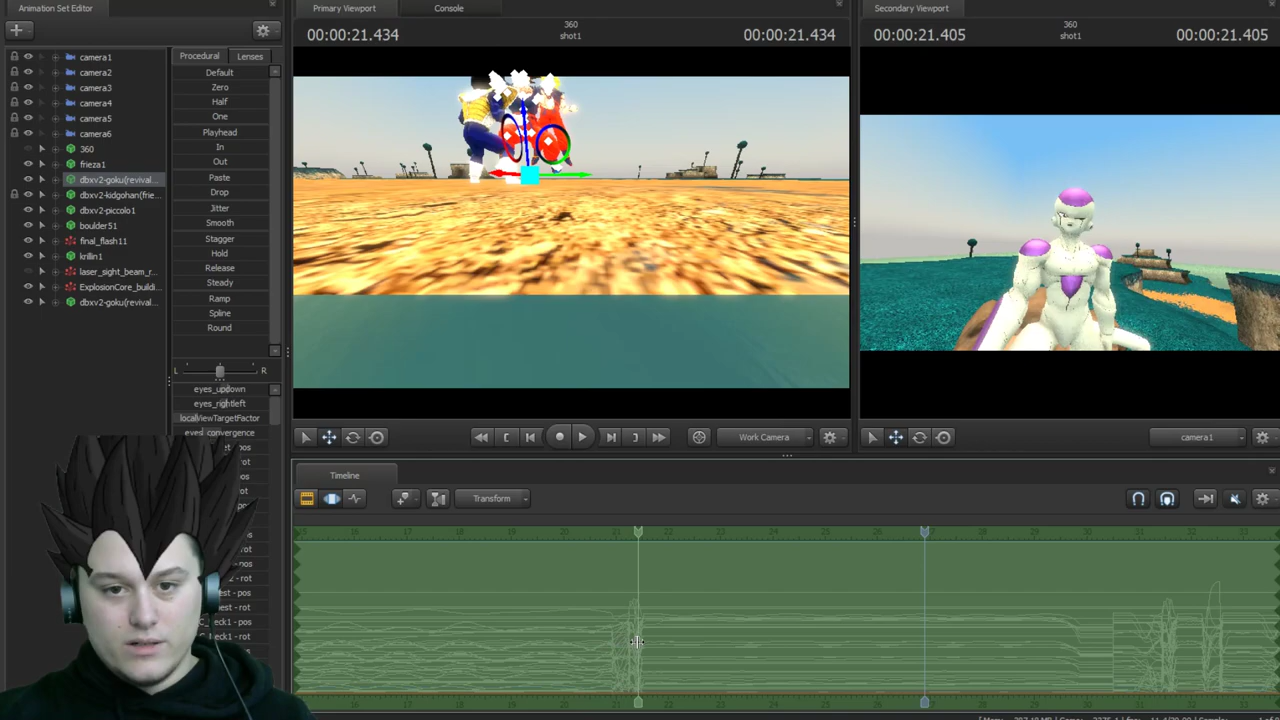 Animation Set Editor
camera1
camera2
camera3
camera4
camera5
camera6
360
frieza1
dbxv2-goku(revival...
dbxv2-kidgohan(frie...
dbxv2-piccolo1
boulder51
final_flash11
krillin1
laser_sight_beam_r...
ExplosionCore_buildi...
dbxv2-goku(revival...
Procedural
Lenses
Default
Zero
Half
One
Playhead
In
Out
Paste
Drop
Jitter
Smooth
Stagger
Hold
Release
Steady
Ramp
Spline
Round
L
R
eyes_updown
eyes_rightleft
localViewTargetFactor
eyes_convergence
Primary Viewport
Console
00:00:21.434
360
shot1
00:00:21.434
Work Camera
Secondary Viewport
00:00:21.405
360
shot1
00:00:21.405
camera1
Timeline
Transform